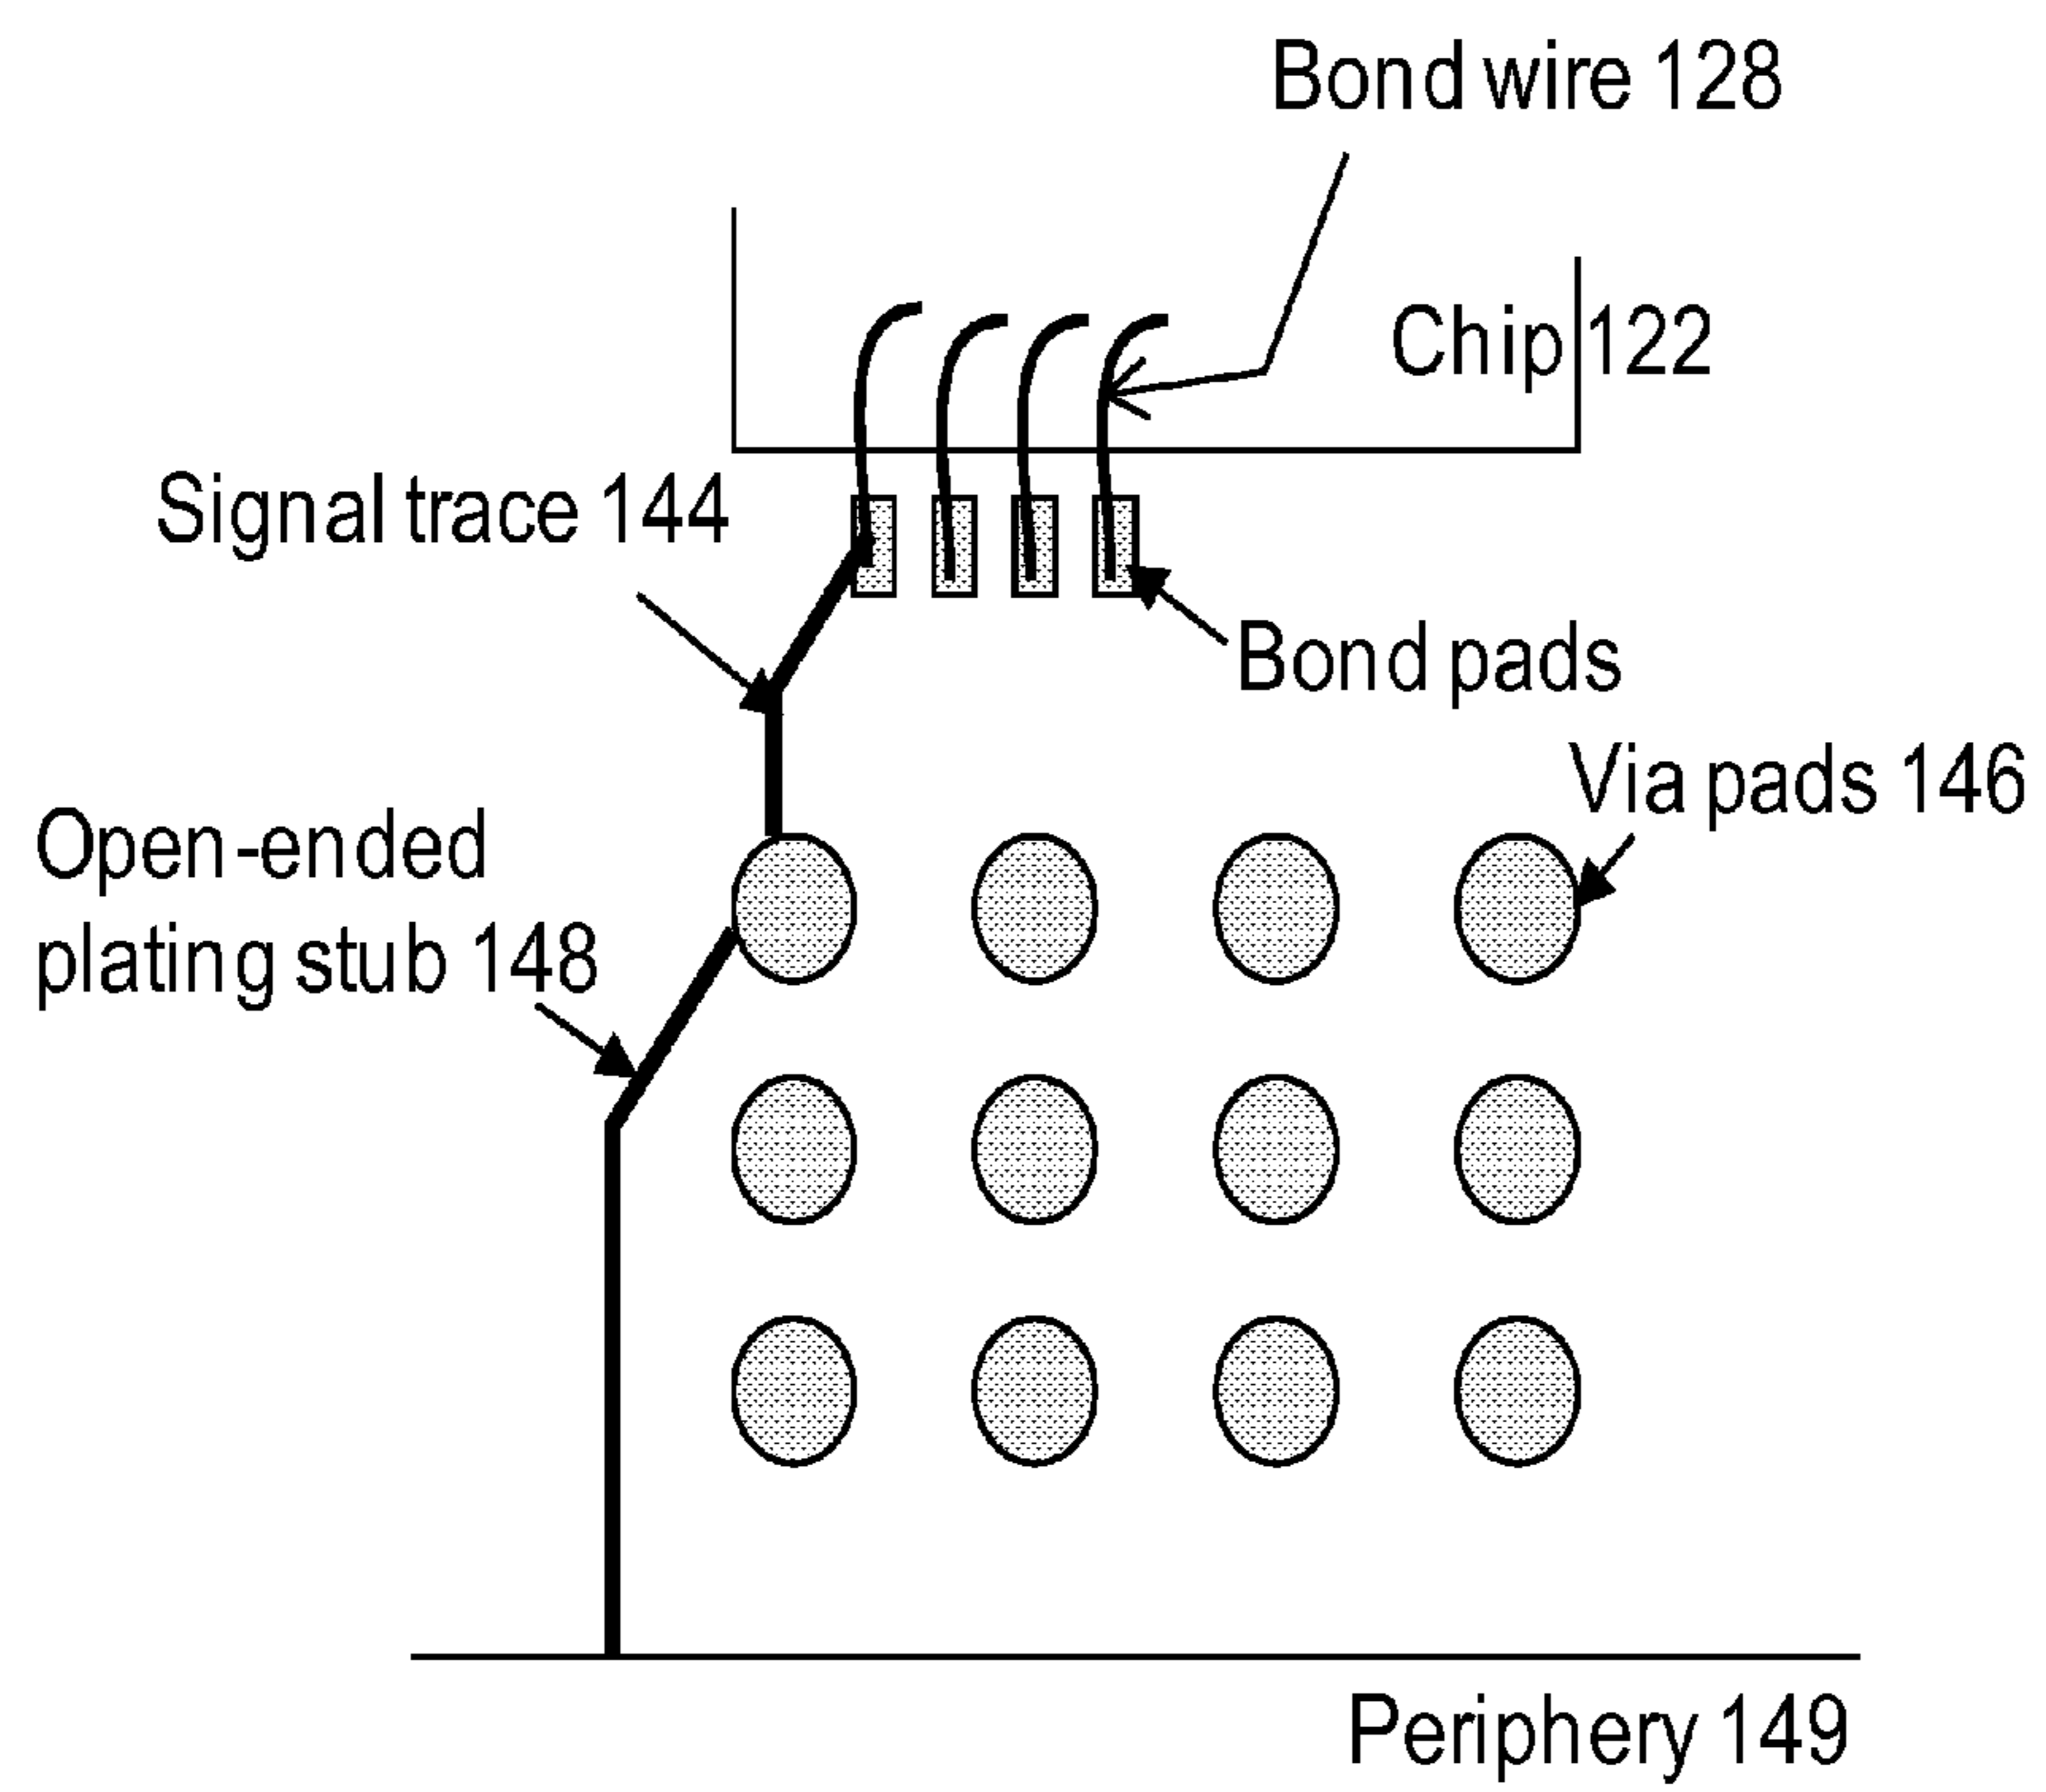 Bond wire 128
Chip 122
Signal trace 144
Bond pads
Via pads 146
Open-ended
plating stub 148
Periphery 149